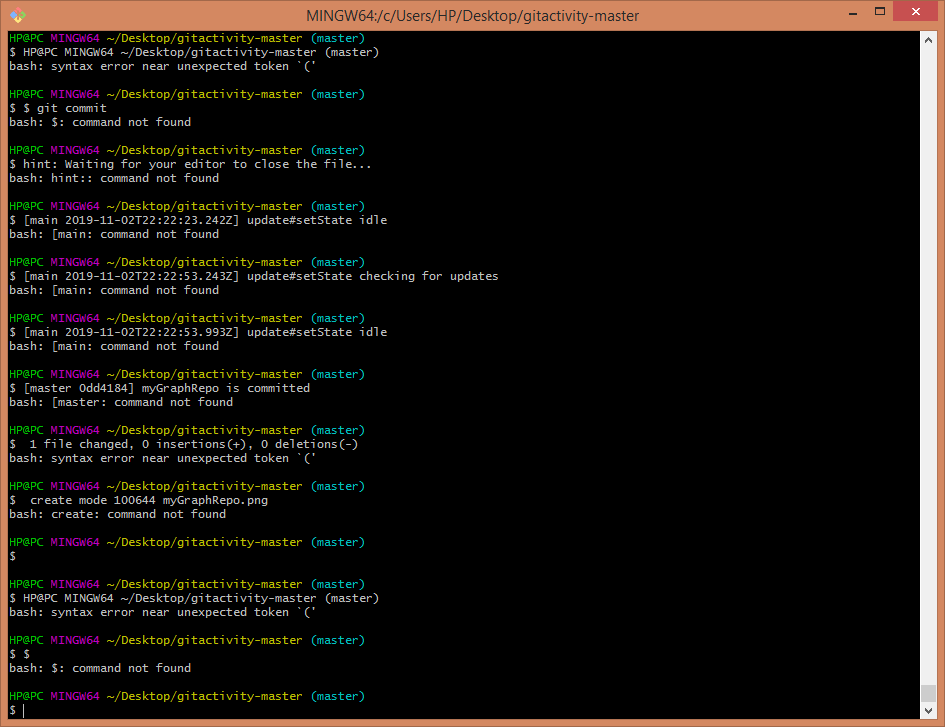 MINGW64:/c/Users/HP/Desktop/gitactivity-master
HP@PC MINGW64 ~/Desktop/gitactivity-master (master)
$ HP@PC MINGW64 ~/Desktop/gitactivity-master (master)
bash: syntax error near unexpected token `('
HP@PC MINGW64 ~/Desktop/gitactivity-master (master)
$ $ git commit
bash: $: command not found
HP@PC MINGW64 ~/Desktop/gitactivity-master (master)
$ hint: Waiting for your editor to close the file...
bash: hint:: command not found
HP@PC MINGW64 ~/Desktop/gitactivity-master (master)
$ [main 2019-11-02T22:22:23.242Z] update#setState idle
bash: [main: command not found
HP@PC MINGW64 ~/Desktop/gitactivity-master (master)
$ [main 2019-11-02T22:22:53.243Z] update#setState checking for updates
bash: [main: command not found
HP@PC MINGW64 ~/Desktop/gitactivity-master (master)
$ [main 2019-11-02T22:22:53.993Z] update#setState idle
bash: [main: command not found
HP@PC MINGW64 ~/Desktop/gitactivity-master (master)
$ [master 0dd4184] myGraphRepo is committed
bash: [master: command not found
HP@PC MINGW64 ~/Desktop/gitactivity-master (master)
$  1 file changed, 0 insertions(+), 0 deletions(-)
bash: syntax error near unexpected token `('
HP@PC MINGW64 ~/Desktop/gitactivity-master (master)
$  create mode 100644 myGraphRepo.png
bash: create: command not found
HP@PC MINGW64 ~/Desktop/gitactivity-master (master)
$
HP@PC MINGW64 ~/Desktop/gitactivity-master (master)
$ HP@PC MINGW64 ~/Desktop/gitactivity-master (master)
bash: syntax error near unexpected token `('
HP@PC MINGW64 ~/Desktop/gitactivity-master (master)
$ $
bash: $: command not found
HP@PC MINGW64 ~/Desktop/gitactivity-master (master)
$